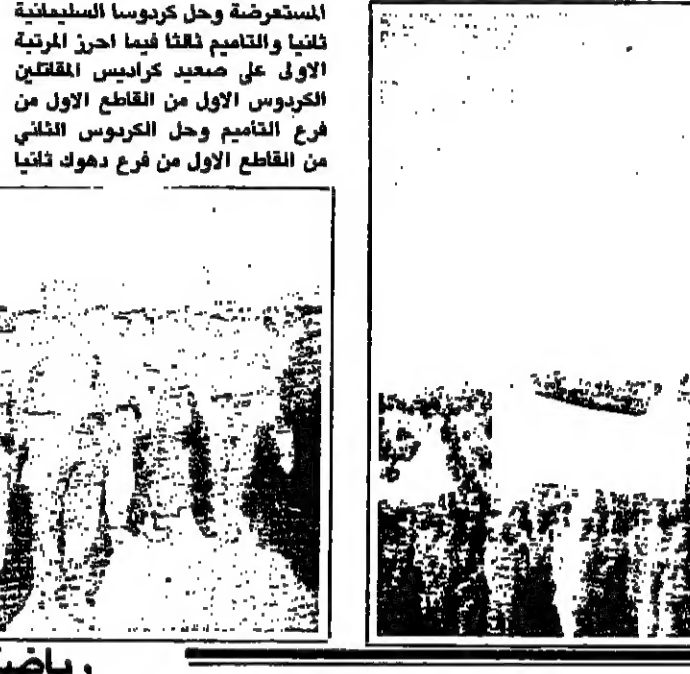 المستعرضة وحل كردوسا السليمانية
ثانيا والتاميم ثالثا فيما احرز المرتبة
الاولى على صعيد كراديس المقاتلين
الكردوس الاول من القاطع الاول من
فرع التأميم وحل الكردوس الثاني
من القاطع الاول من فرع دهوك ثانيا